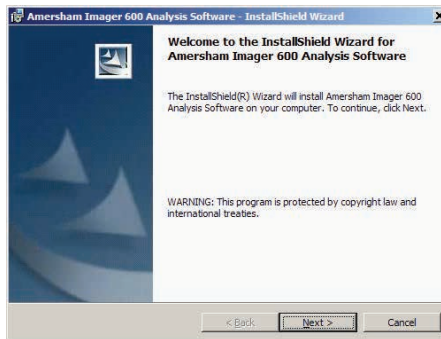 Amersham Imager 600 Analysis Software - InstallShield Wizard
Welcome to the InstallShield Wizard for
Amersham Imager 600 Analysis Software
The InstallShield(R) Wizard will install Amersham Imager 600
Analysis Software on your computer. To continue, click Next.
WARNING: This program is protected by copyright law and
international treaties.
< Back Next > Cancel